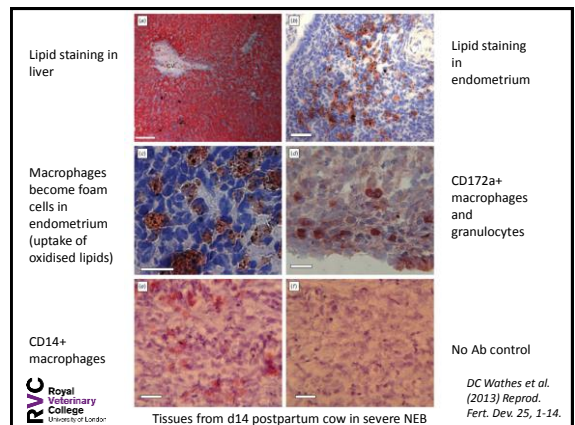 Lipid staining in
liver
(a)
(b)
Lipid staining
in
endometrium
Macrophages
become foam
cells in
endometrium
(uptake of
oxidised lipids)
(c)
(d)
CD172a+
macrophages
and
granulocytes
CD14+
macrophages
(e)
(f)
No Ab control
RVC
Royal
Veterinary
College
University of London
Tissues from d14 postpartum cow in severe NEB
DC Wathes et al.
(2013) Reprod.
Fert. Dev. 25, 1-14.